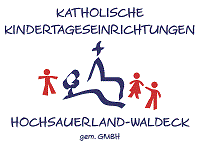 KATHOLISCHE
KINDERTAGESEINRICHTUNGEN
HOCHSAUERLAND-WALDECK
gem. GMBH